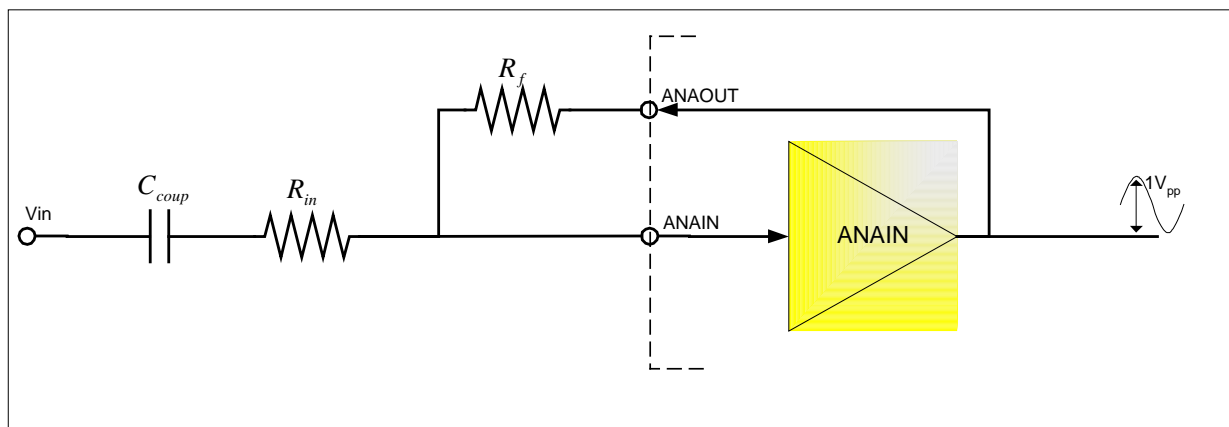 R_f
ANAOUT
C_coup
R_in
Vin
ANAIN
ANAIN
1V_pp